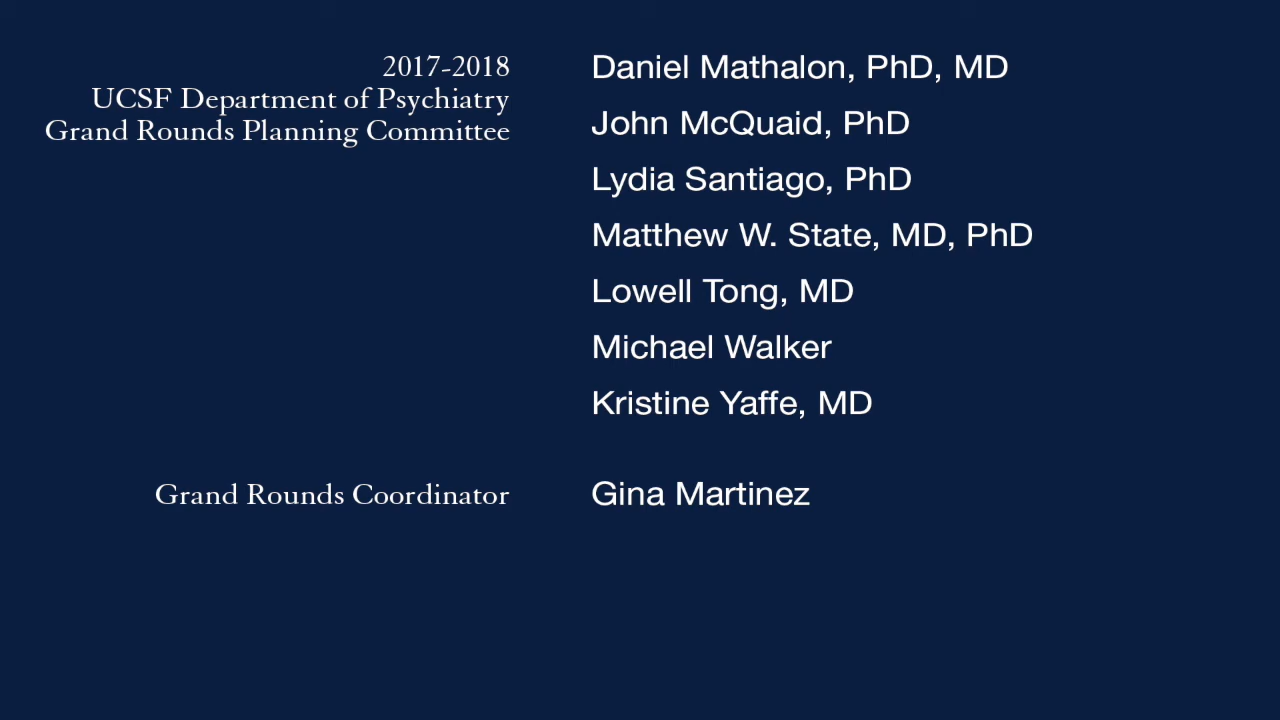 2017-2018
UCSF Department of Psychiatry
Grand Rounds Planning Committee
Daniel Mathalon, PhD, MD
John McQuaid, PhD
Lydia Santiago, PhD
Matthew W. State, MD, PhD
Lowell Tong, MD
Michael Walker
Kristine Yaffe, MD
Grand Rounds Coordinator
Gina Martinez